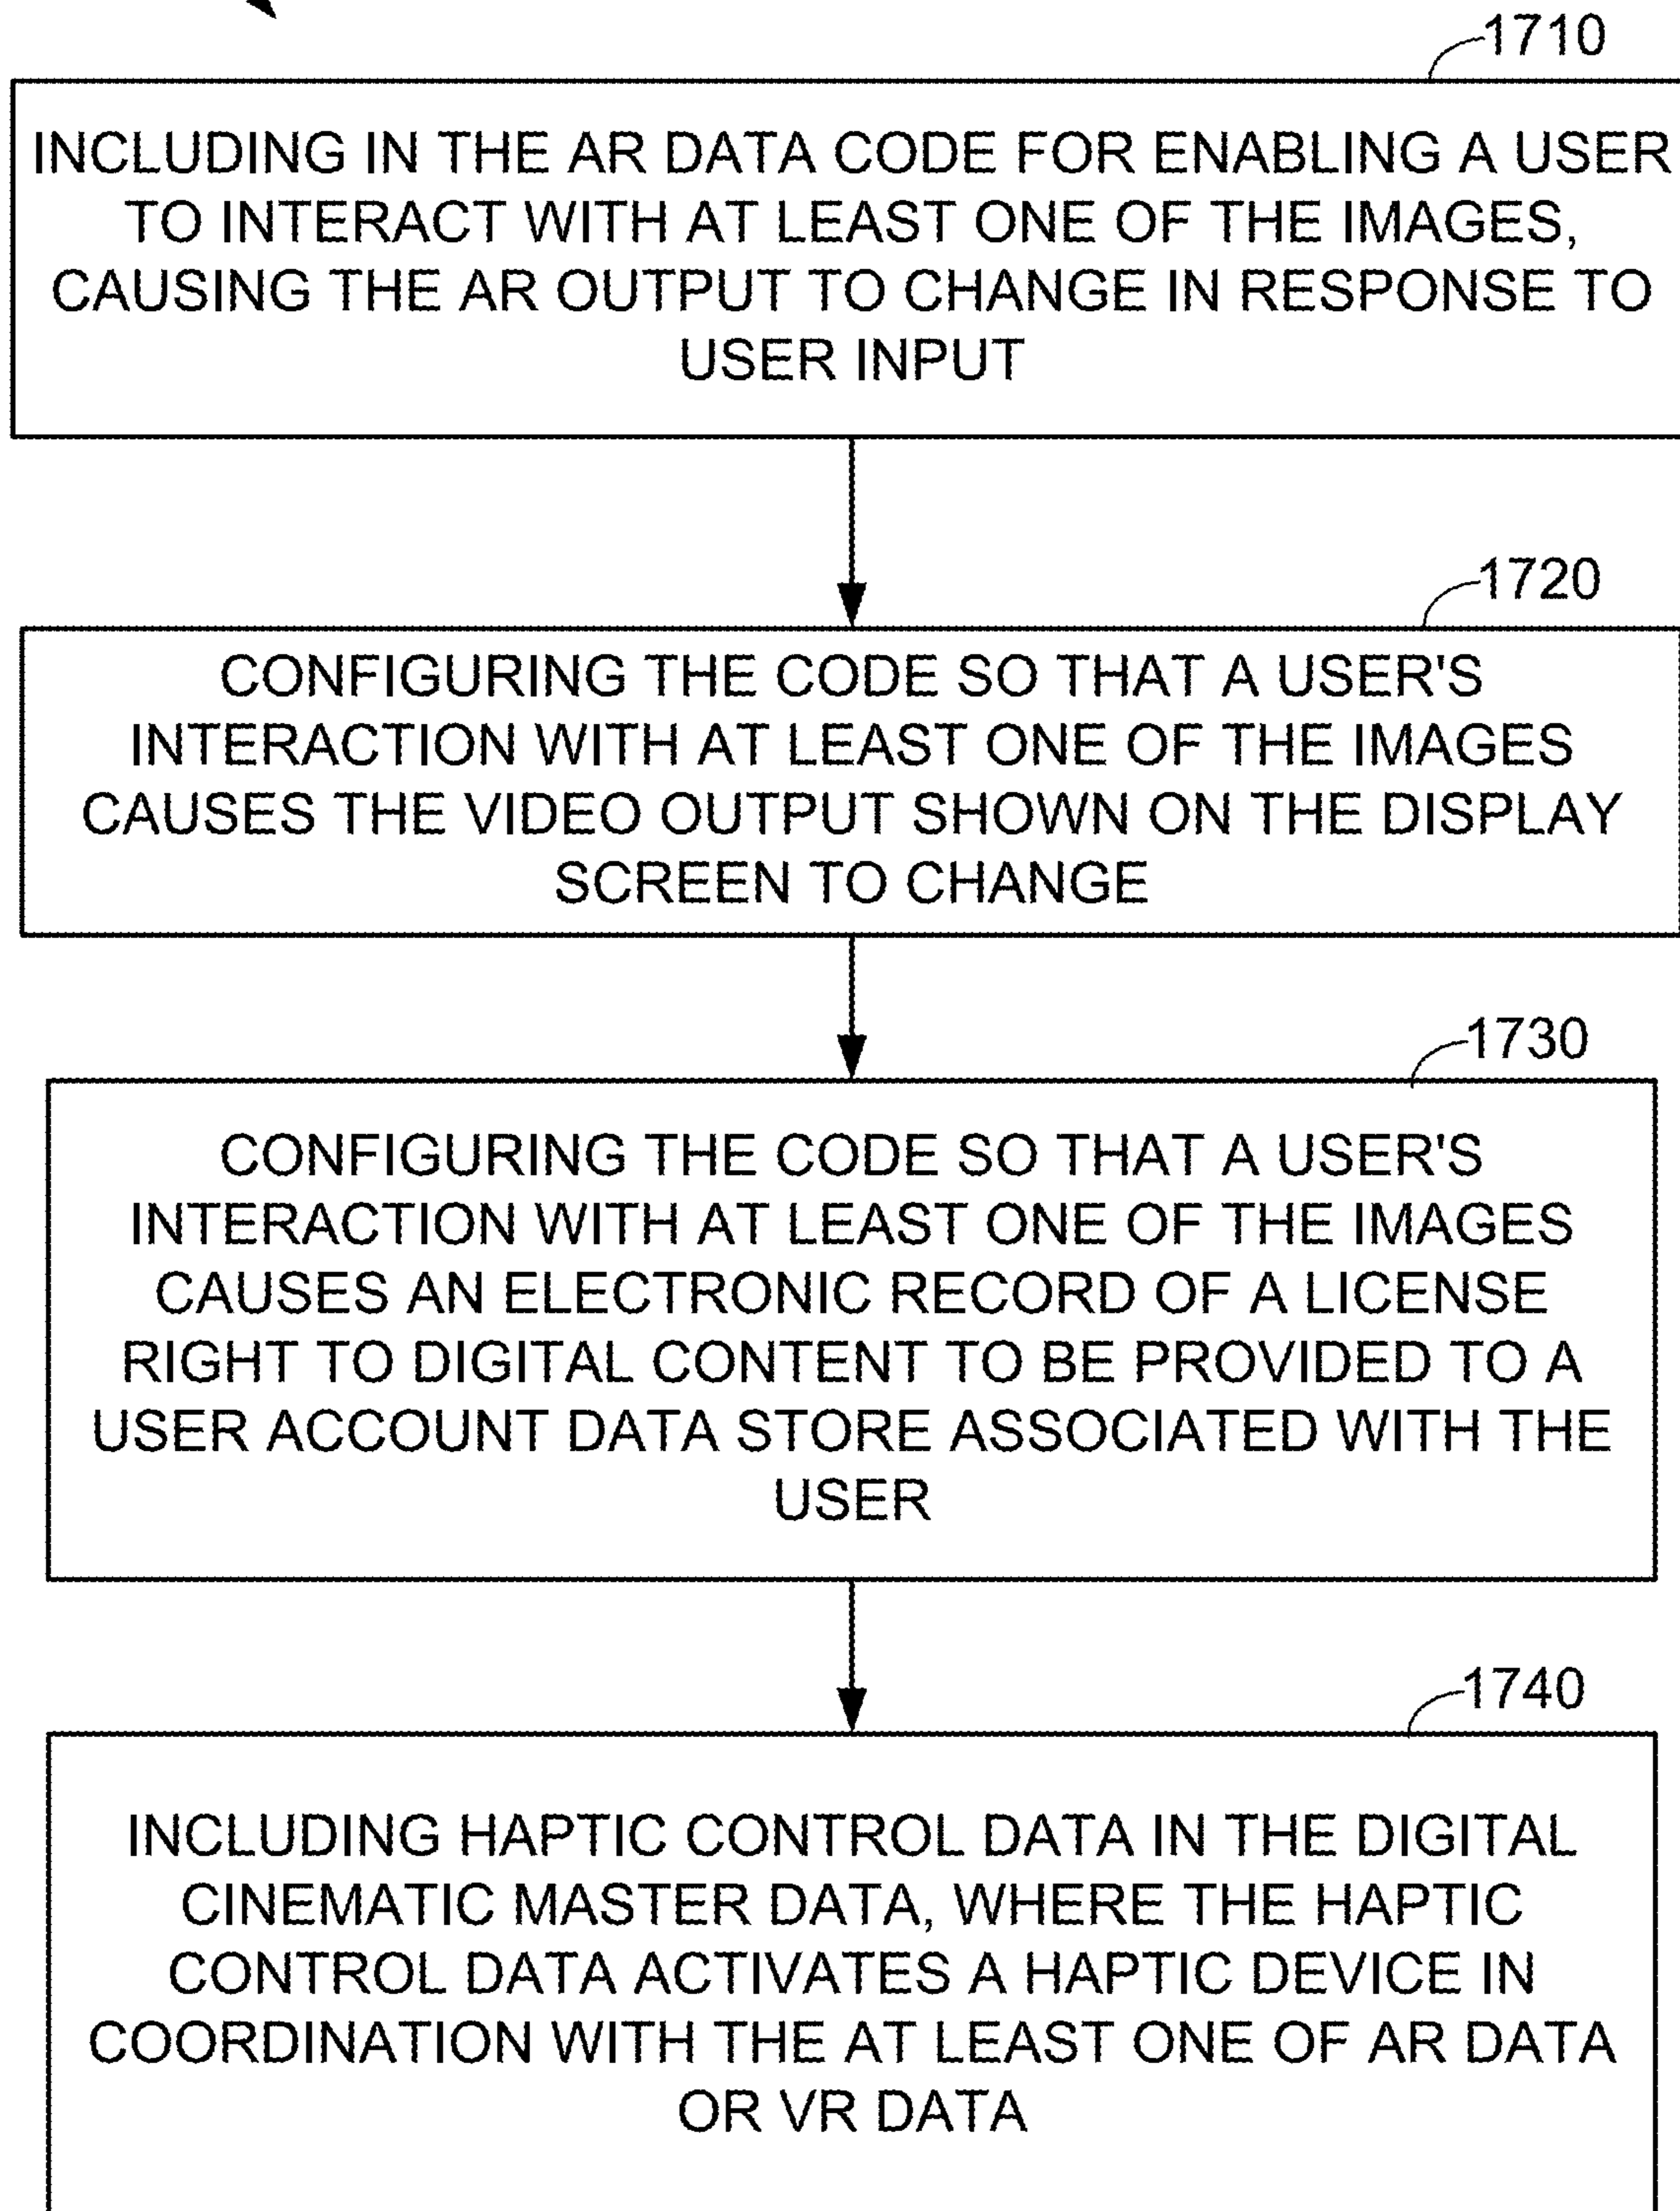 1710
INCLUDING IN THE AR DATA CODE FOR ENABLING A USER
TO INTERACT WITH AT LEAST ONE OF THE IMAGES,
CAUSING THE AR OUTPUT TO CHANGE IN RESPONSE TO
USER INPUT
1720
CONFIGURING THE CODE SO THAT A USER'S
INTERACTION WITH AT LEAST ONE OF THE IMAGES
CAUSES THE VIDEO OUTPUT SHOWN ON THE DISPLAY
SCREEN TO CHANGE
1730
CONFIGURING THE CODE SO THAT A USER'S
INTERACTION WITH AT LEAST ONE OF THE IMAGES
CAUSES AN ELECTRONIC RECORD OF A LICENSE
RIGHT TO DIGITAL CONTENT TO BE PROVIDED TO A
USER ACCOUNT DATA STORE ASSOCIATED WITH THE
USER
1740
INCLUDING HAPTIC CONTROL DATA IN THE DIGITAL
CINEMATIC MASTER DATA, WHERE THE HAPTIC
CONTROL DATA ACTIVATES A HAPTIC DEVICE IN
COORDINATION WITH THE AT LEAST ONE OF AR DATA
OR VR DATA